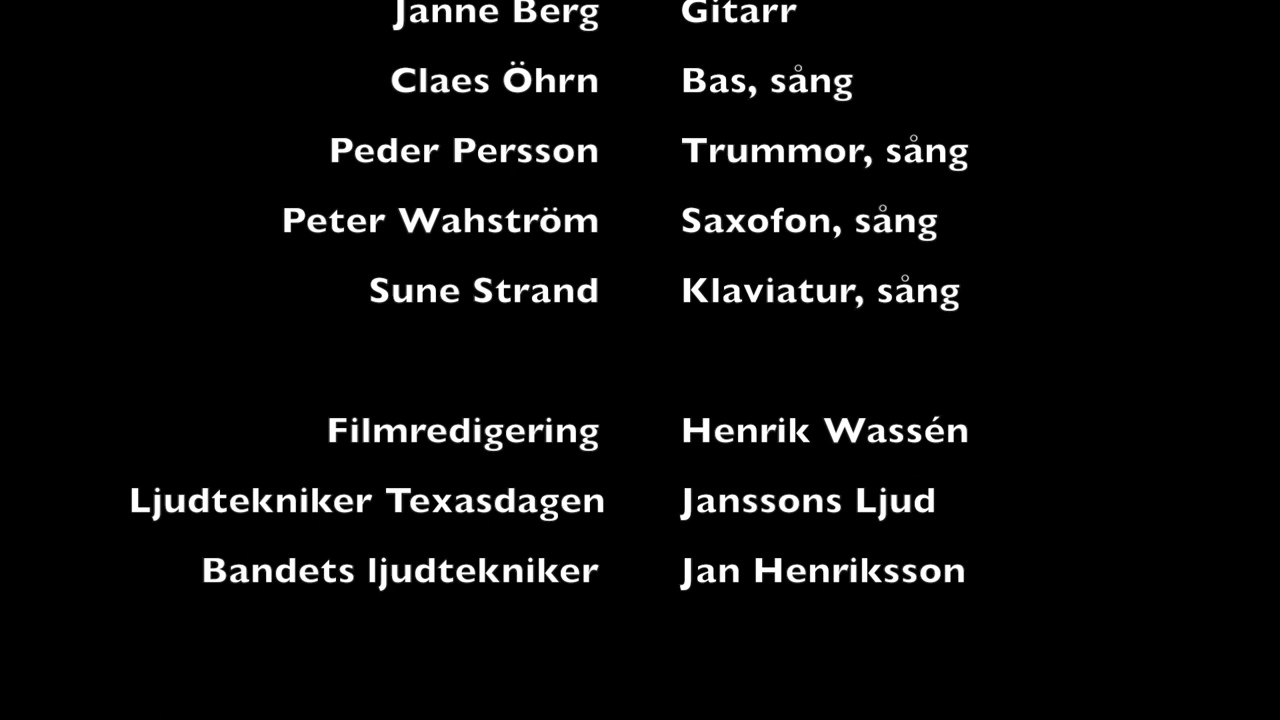 Janne Berg Gitarr
Claes Öhrn Bas, sång
Peder Persson Trummor, sång
Peter Wahström Saxofon, sång
Sune Strand Klaviatur, sång
Filmredigering Henrik Wassén
Ljudtekniker Texasdagen Janssons Ljud
Bandets ljudtekniker Jan Henriksson